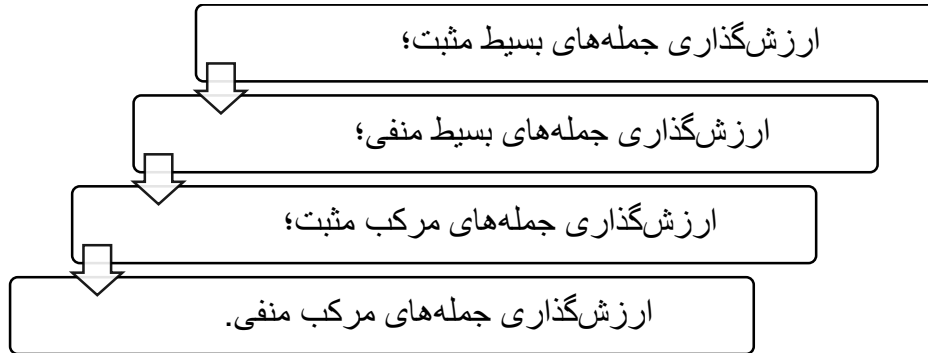 ارزش‌گذاری جمله‌های بسیط مثبت؛
ارزش‌گذاری جمله‌های بسیط منفی؛
ارزش‌گذاری جمله‌های مرکب مثبت؛
ارزش‌گذاری جمله‌های مرکب منفی.